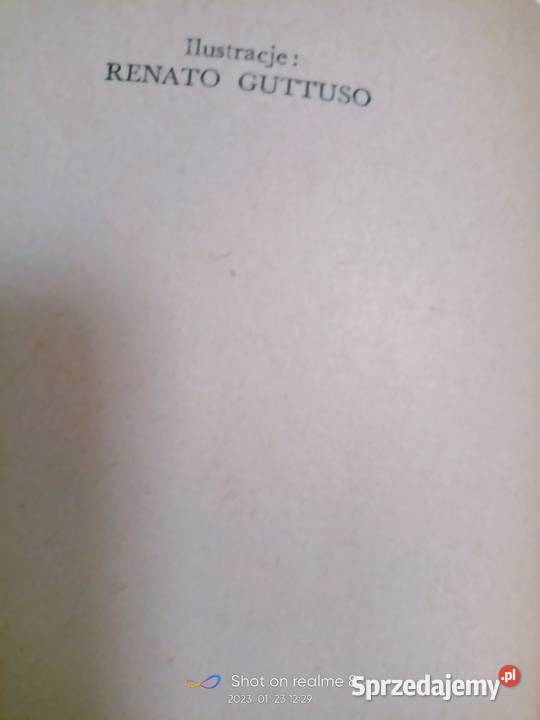 Ilustracje:
RENATO GUTTUSO
Shot on realme 8
2023. 01. 23 12:29
Sprzedajemy.pl